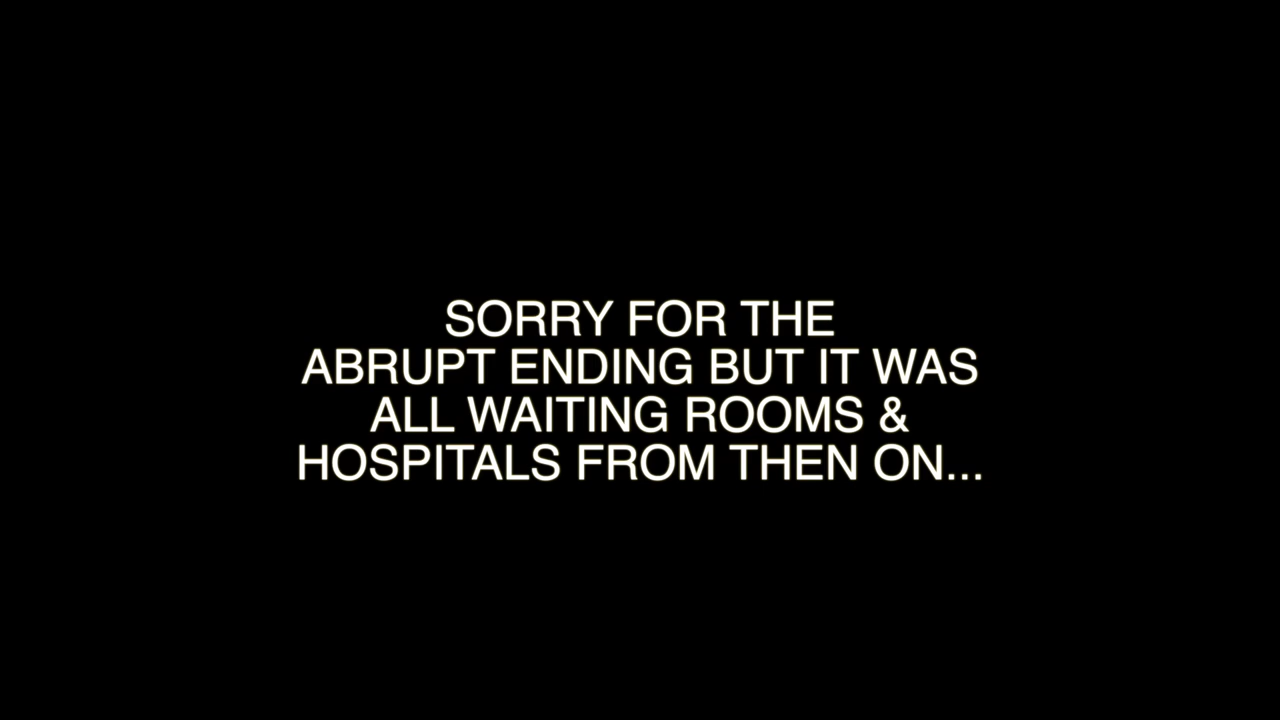 SORRY FOR THE
ABRUPT ENDING BUT IT WAS
ALL WAITING ROOMS &
HOSPITALS FROM THEN ON...